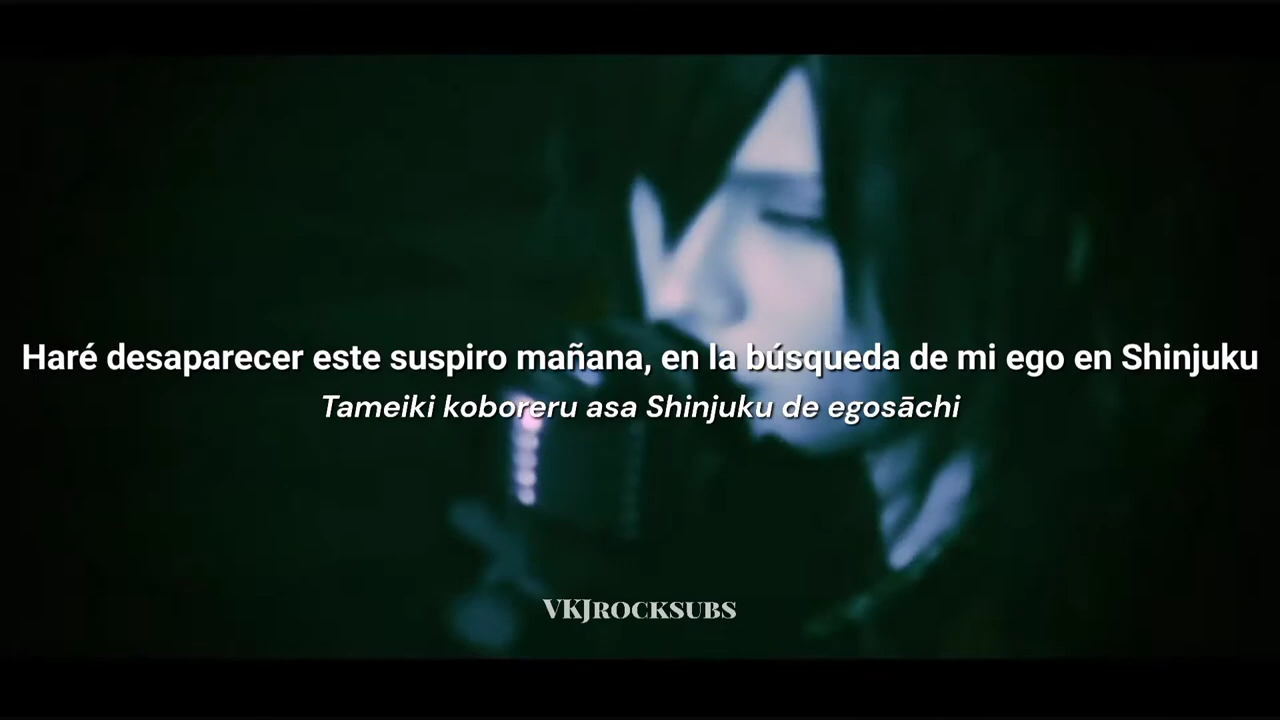 Haré desaparecer este suspiro mañana, en la búsqueda de mi ego en Shinjuku
Tameiki koboreru asa Shinjuku de egosāchi
VKJROCKSUBS